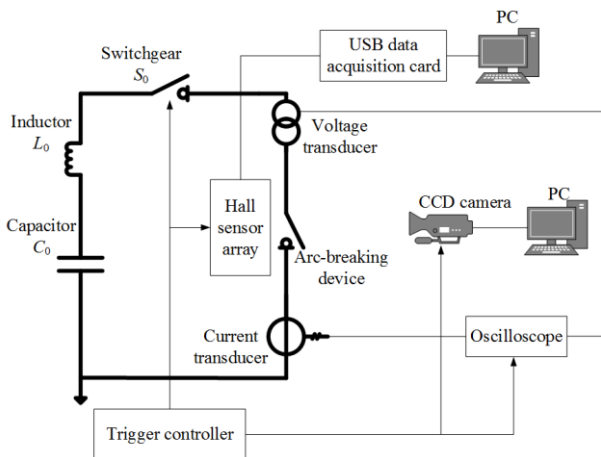 PC
Switchgear
S0
USB data
acquisition card
Inductor
L0
Voltage
transducer
Hall
sensor
array
CCD camera
PC
Capacitor
C0
Arc-breaking
device
Current
transducer
Oscilloscope
Trigger controller